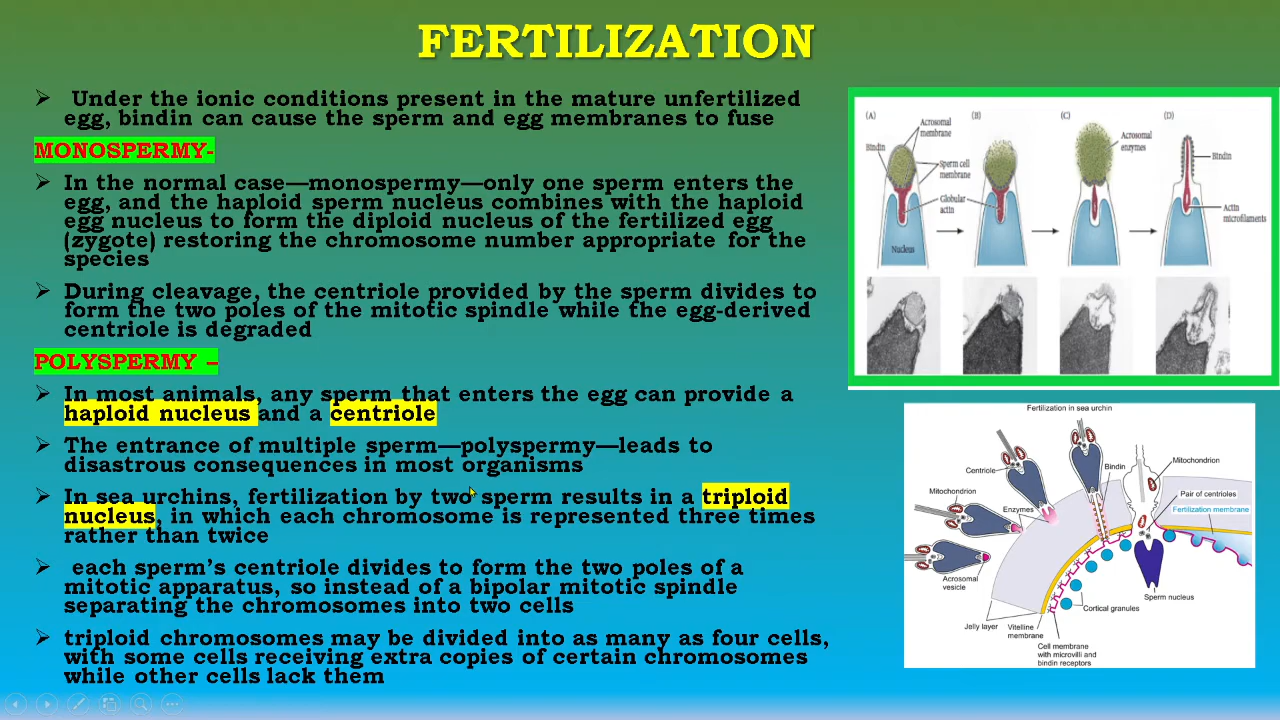 FERTILIZATION
Under the ionic conditions present in the mature unfertilized
egg, bindin can cause the sperm and egg membranes to fuse
MONOSPERMY-
In the normal case—monospermy—only one sperm enters the
egg, and the haploid sperm nucleus combines with the haploid
egg nucleus to form the diploid nucleus of the fertilized egg
(zygote) restoring the chromosome number appropriate for the
species
During cleavage, the centriole provided by the sperm divides to
form the two poles of the mitotic spindle while the egg-derived
centriole is degraded
POLYSPERMY –
In most animals, any sperm that enters the egg can provide a
haploid nucleus and a centriole
The entrance of multiple sperm—polyspermy—leads to
disastrous consequences in most organisms
In sea urchins, fertilization by two sperm results in a triploid
nucleus, in which each chromosome is represented three times
rather than twice
each sperm's centriole divides to form the two poles of a
mitotic apparatus, so instead of a bipolar mitotic spindle
separating the chromosomes into two cells
triploid chromosomes may be divided into as many as four cells,
with some cells receiving extra copies of certain chromosomes
while other cells lack them
(A)
(B)
(C)
(D)
Acrosomal
membrane
Bindin
Sperm cell
membrane
Globular
actin
Nucleus
Acrosomal
enzymes
Bindin
Actin
microfilaments
Fertilization in sea urchin
Centriole
Mitochondrion
Enzymes
Acrosomal
vesicle
Bindin
Mitochondrion
Pair of centrioles
Fertilization membrane
Sperm nucleus
Cortical granules
Jelly layer
Vitelline
membrane
Cell membrane
with microvilli and
bindin receptors